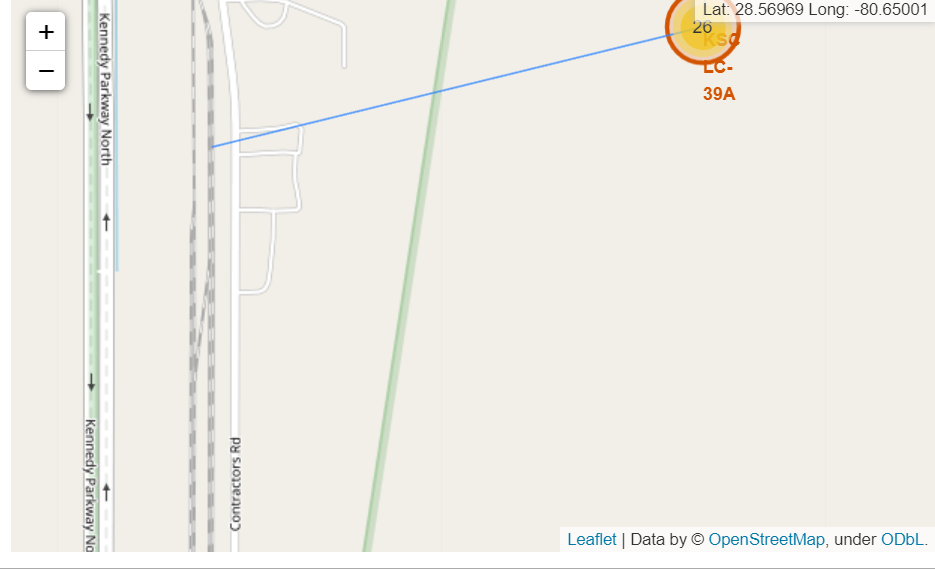 Lat: 28.56969 Long: -80.65001
+
−
26
KSC
LC-
39A
Kennedy Parkway North
Kennedy Parkway No
Contractors Rd
Leaflet | Data by © OpenStreetMap, under ODbL.